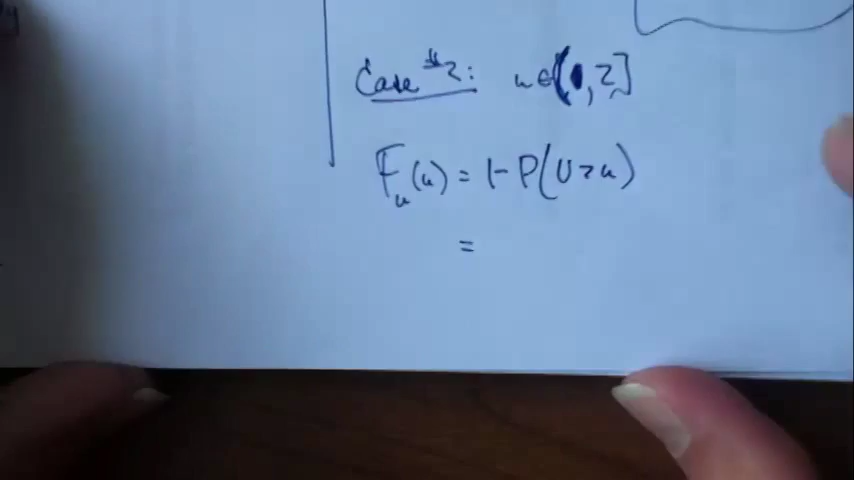 Case #2: u ∈ (1, 2]
F_u(u) = 1 - P(U > u)
=